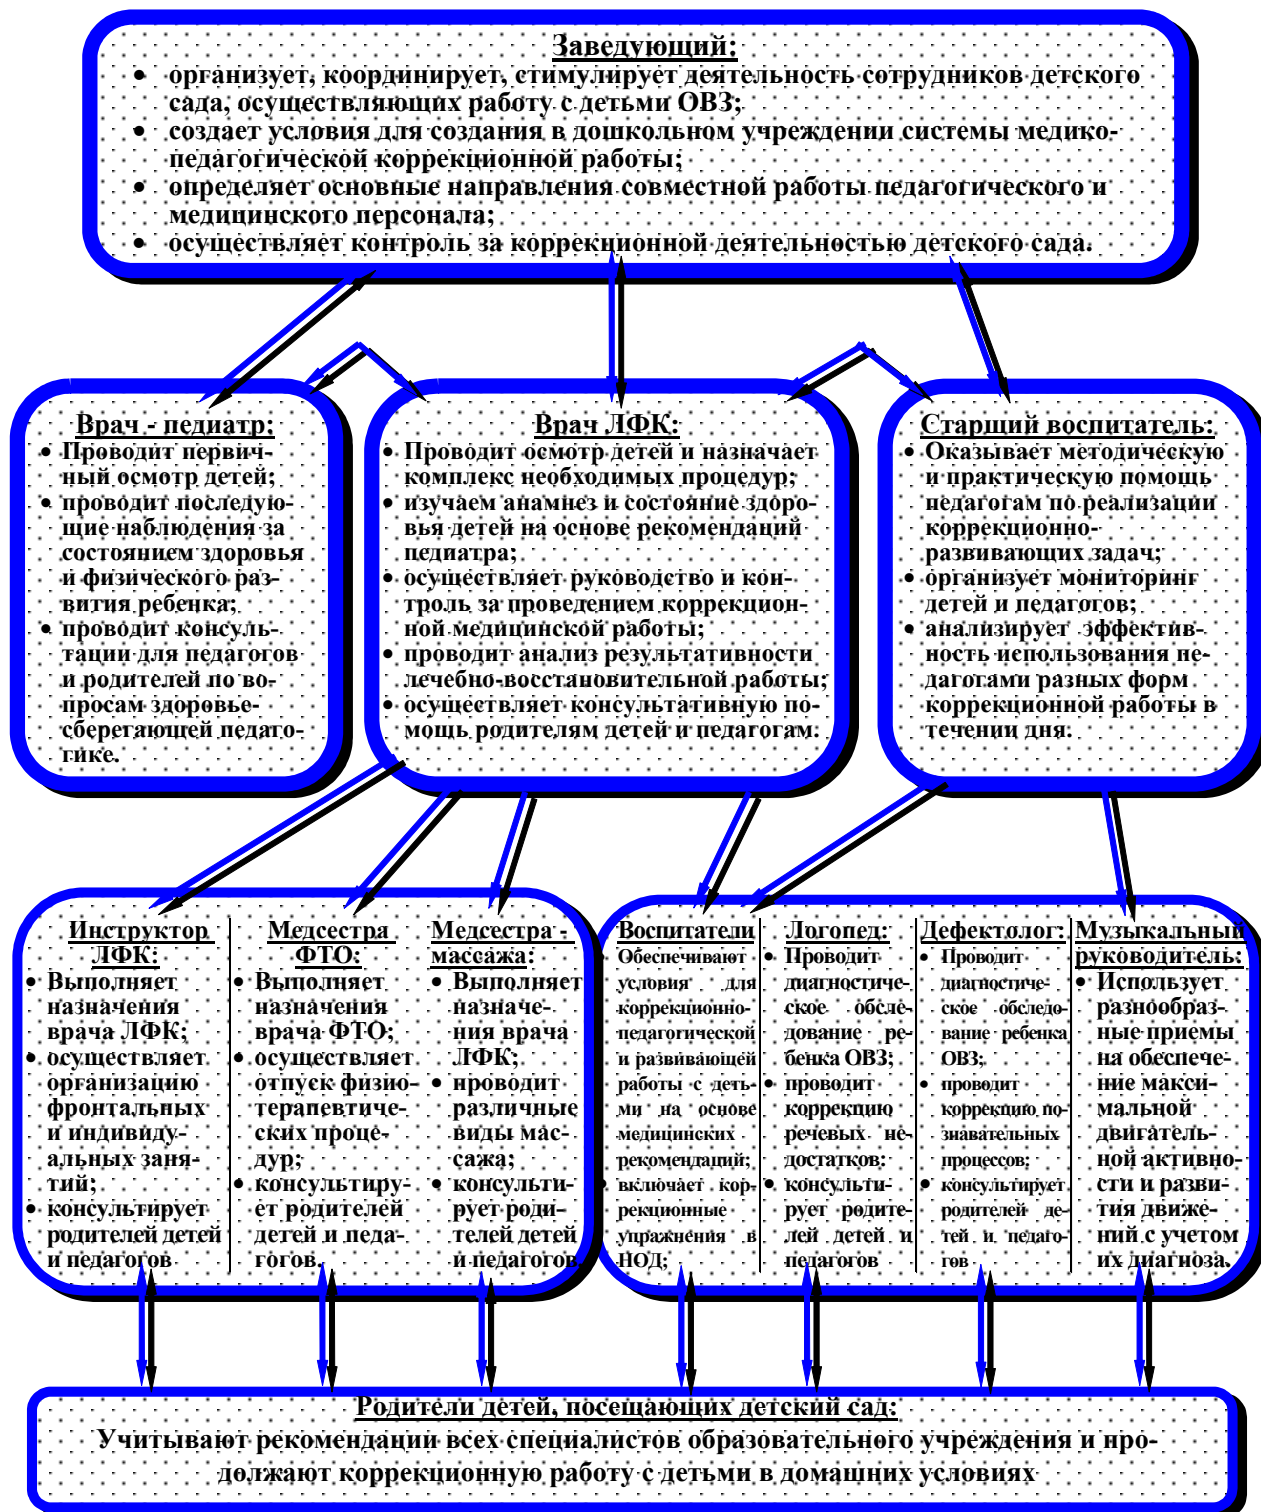 Заведующий:
• организует, координирует, стимулирует деятельность сотрудников детского
сада, осуществляющих работу с детьми ОВЗ;
• создает условия для создания в дошкольном учреждении системы медико-
педагогической коррекционной работы;
• определяет основные направления совместной работы педагогического и
медицинского персонала;
• осуществляет контроль за коррекционной деятельностью детского сада.
Врач - педиатр:
• Проводит первич-
ный осмотр детей;
• проводит последую-
щие наблюдения за
состоянием здоровья
и физического раз-
вития ребенка;
• проводит консуль-
тации для педагогов
и родителей по во-
просам здоровье-
сберегающей педаго-
гике.
Врач ЛФК:
• Проводит осмотр детей и назначает
комплекс необходимых процедур;
• изучаем анамнез и состояние здоро-
вья детей на основе рекомендаций
педиатра;
• осуществляет руководство и кон-
троль за проведением коррекцион-
ной медицинской работы;
• проводит анализ результативности
лечебно-восстановительной работы;
• осуществляет консультативную по-
мощь родителям детей и педагогам.
Старщий воспитатель:
• Оказывает методическую
и практическую помощь
педагогам по реализации
коррекционно-
развивающих задач;
• организует мониторинг
детей и педагогов;
• анализирует эффектив-
ность использования пе-
дагогами разных форм
коррекционной работы в
течении дня.
Инструктор
ЛФК:
• Выполняет
назначения
врача ЛФК;
• осуществляет
организацию
фронтальных
и индивиду-
альных заня-
тий;
• консультирует
родителей детей
и педагогов
Медсестра
ФТО:
• Выполняет
назначения
врача ФТО;
• осуществляет
отпуск физио-
терапевтиче-
ских проце-
дур;
• консультиру-
ет родителей
детей и педа-
гогов.
Медсестра -
массажа:
• Выполняет
назначе-
ния врача
ЛФК;
• проводит
различные
виды мас-
сажа;
• консульти-
рует роди-
телей детей
и педагогов
Воспитатели
• Обеспечивают
условия для
коррекционно-
педагогической
и развивающей
работы с деть-
ми на основе
медицинских
рекомендаций;
• включает кор-
рекционные
упражнения в
НОД;
Логопед:
• Проводит
диагностиче-
ское обсле-
дование ре-
бенка ОВЗ;
• проводит
коррекцию
речевых не-
достатков:
• консульти-
рует родите-
лей детей и
педагогов
Дефектолог:
• Проводит
диагностиче-
ское обследо-
вание ребенка
ОВЗ;
• проводит
коррекцию по-
знавательных
процессов:
• консультирует
родителей де-
тей и педаго-
гов
Музыкальный
руководитель:
• Использует
разнообраз-
ные приемы
на обеспече-
ние макси-
мальной
двигатель-
ной активно-
сти и разви-
тия движе-
ний с учетом
их диагноза.
Родители детей, посещающих детский сад:
Учитывают рекомендации всех специалистов образовательного учреждения и про-
должают коррекционную работу с детьми в домашних условиях